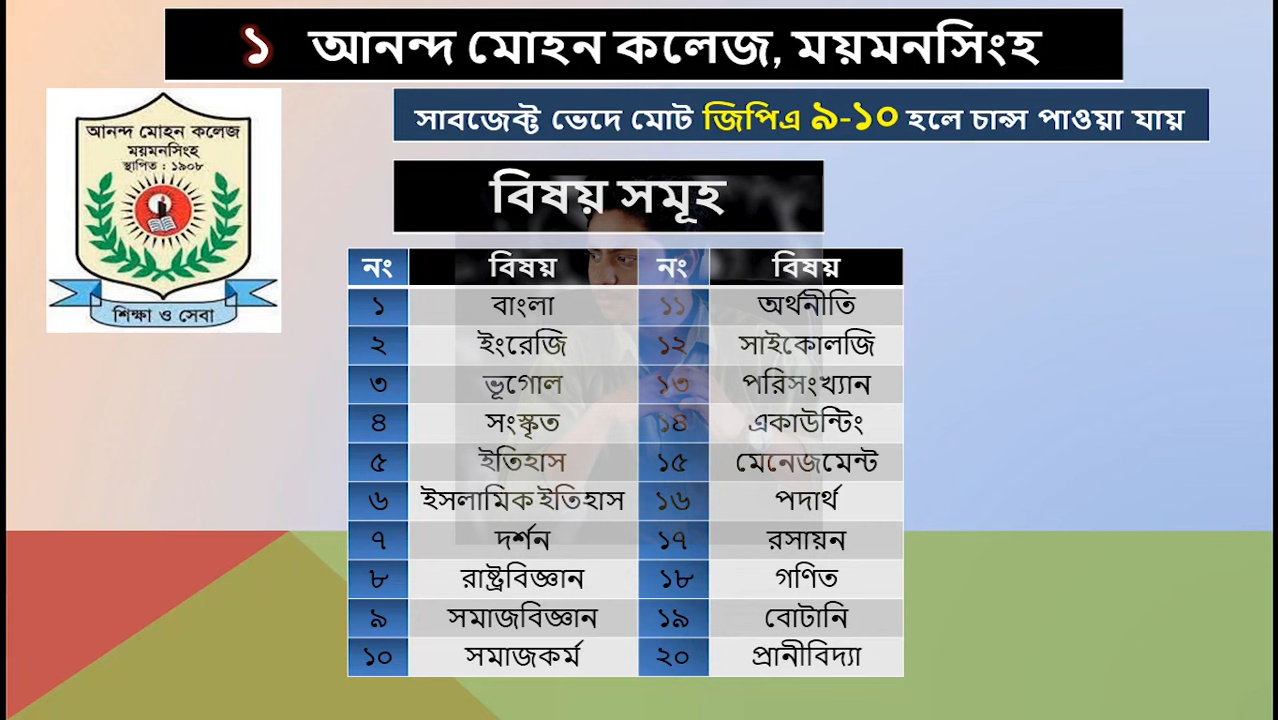 ১ আনন্দ মোহন কলেজ, ময়মনসিংহ
আনন্দ মোহন কলেজ
ময়মনসিংহ
স্থাপিত : ১৯০৮
শিক্ষা ও সেবা
সাবজেক্ট ভেদে মোট জিপিএ ৯-১০ হলে চান্স পাওয়া যায়
বিষয় সমূহ
নং বিষয় নং বিষয়
১ বাংলা ১১ অর্থনীতি
২ ইংরেজি ১২ সাইকোলজি
৩ ভূগোল ১৩ পরিসংখ্যান
৪ সংস্কৃত ১৪ একাউন্টিং
৫ ইতিহাস ১৫ মেনেজমেন্ট
৬ ইসলামিক ইতিহাস ১৬ পদার্থ
৭ দর্শন ১৭ রসায়ন
৮ রাষ্ট্রবিজ্ঞান ১৮ গণিত
৯ সমাজবিজ্ঞান ১৯ বোটানি
১০ সমাজকর্ম ২০ প্রানীবিদ্যা